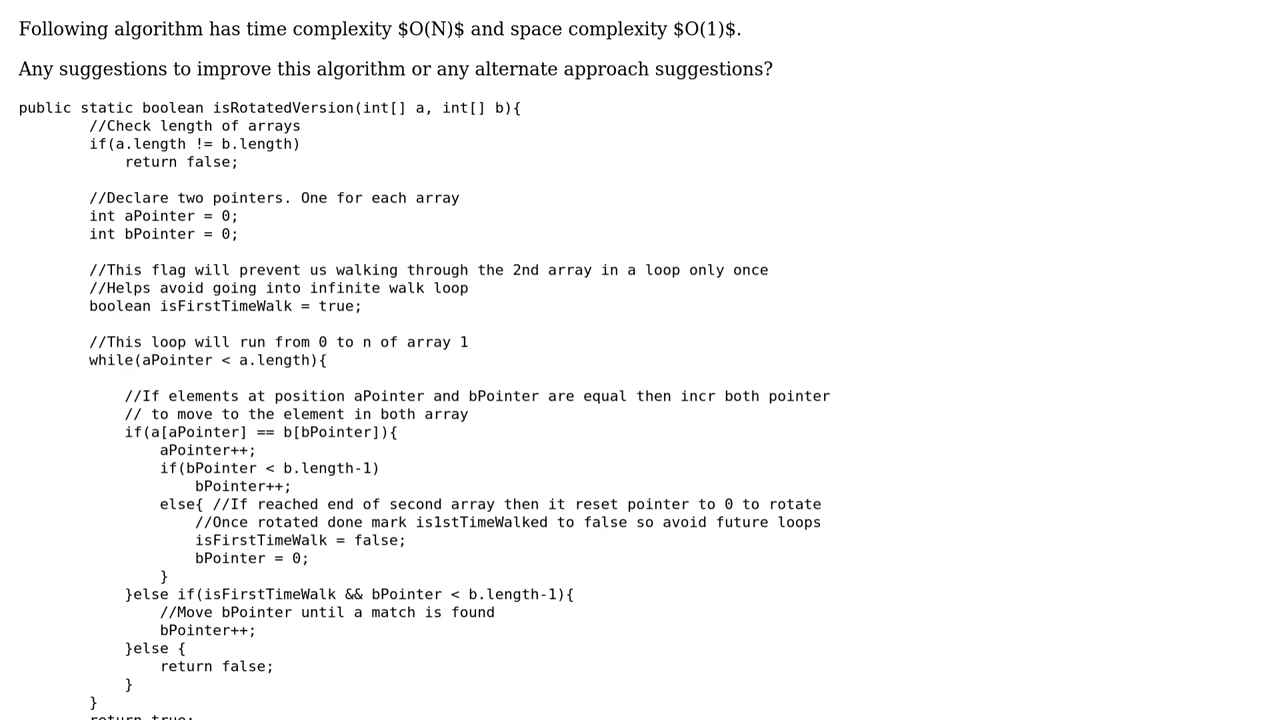 Following algorithm has time complexity $O(N)$ and space complexity $O(1)$.
Any suggestions to improve this algorithm or any alternate approach suggestions?
public static boolean isRotatedVersion(int[] a, int[] b){
        //Check length of arrays
        if(a.length != b.length)
            return false;

        //Declare two pointers. One for each array
        int aPointer = 0;
        int bPointer = 0;

        //This flag will prevent us walking through the 2nd array in a loop only once
        //Helps avoid going into infinite walk loop
        boolean isFirstTimeWalk = true;

        //This loop will run from 0 to n of array 1
        while(aPointer < a.length){

            //If elements at position aPointer and bPointer are equal then incr both pointer
            // to move to the element in both array
            if(a[aPointer] == b[bPointer]){
                aPointer++;
                if(bPointer < b.length-1)
                    bPointer++;
                else{ //If reached end of second array then it reset pointer to 0 to rotate
                    //Once rotated done mark is1stTimeWalked to false so avoid future loops
                    isFirstTimeWalk = false;
                    bPointer = 0;
                }
            }else if(isFirstTimeWalk && bPointer < b.length-1){
                //Move bPointer until a match is found
                bPointer++;
            }else {
                return false;
            }
        }
        return true;